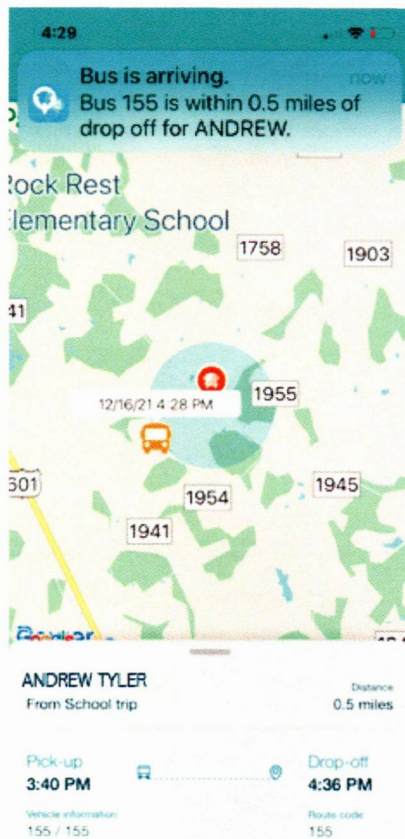 4:29
Bus is arriving.
now
Bus 155 is within 0.5 miles of
drop off for ANDREW.
Rock Rest
Elementary School
1758
1903
41
12/16/21 4:28 PM
1955
601
1954
1945
1941
ANDREW TYLER
Distance
From School trip
0.5 miles
Pick-up
Drop-off
3:40 PM
4:36 PM
Vehicle information
Route code
155 / 155
155